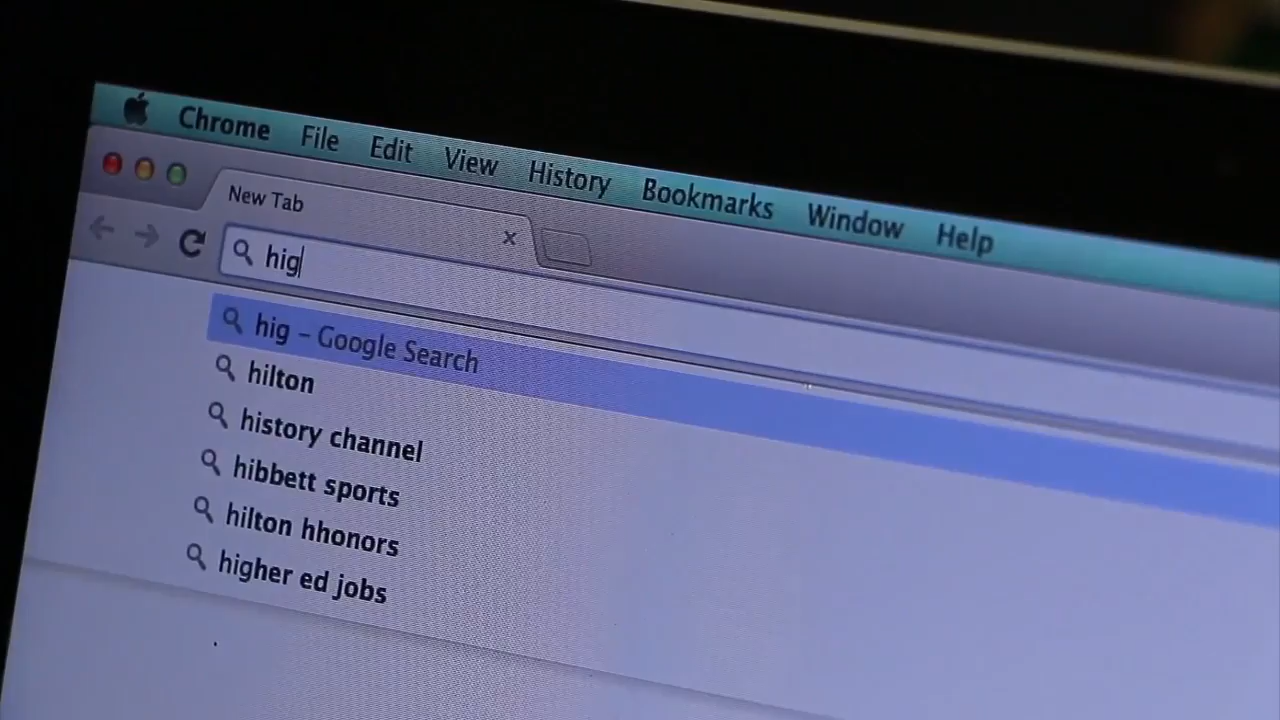 Chrome File Edit View History Bookmarks Window Help
New Tab
hig
hig – Google Search
hilton
history channel
hibbett sports
hilton hhonors
higher ed jobs